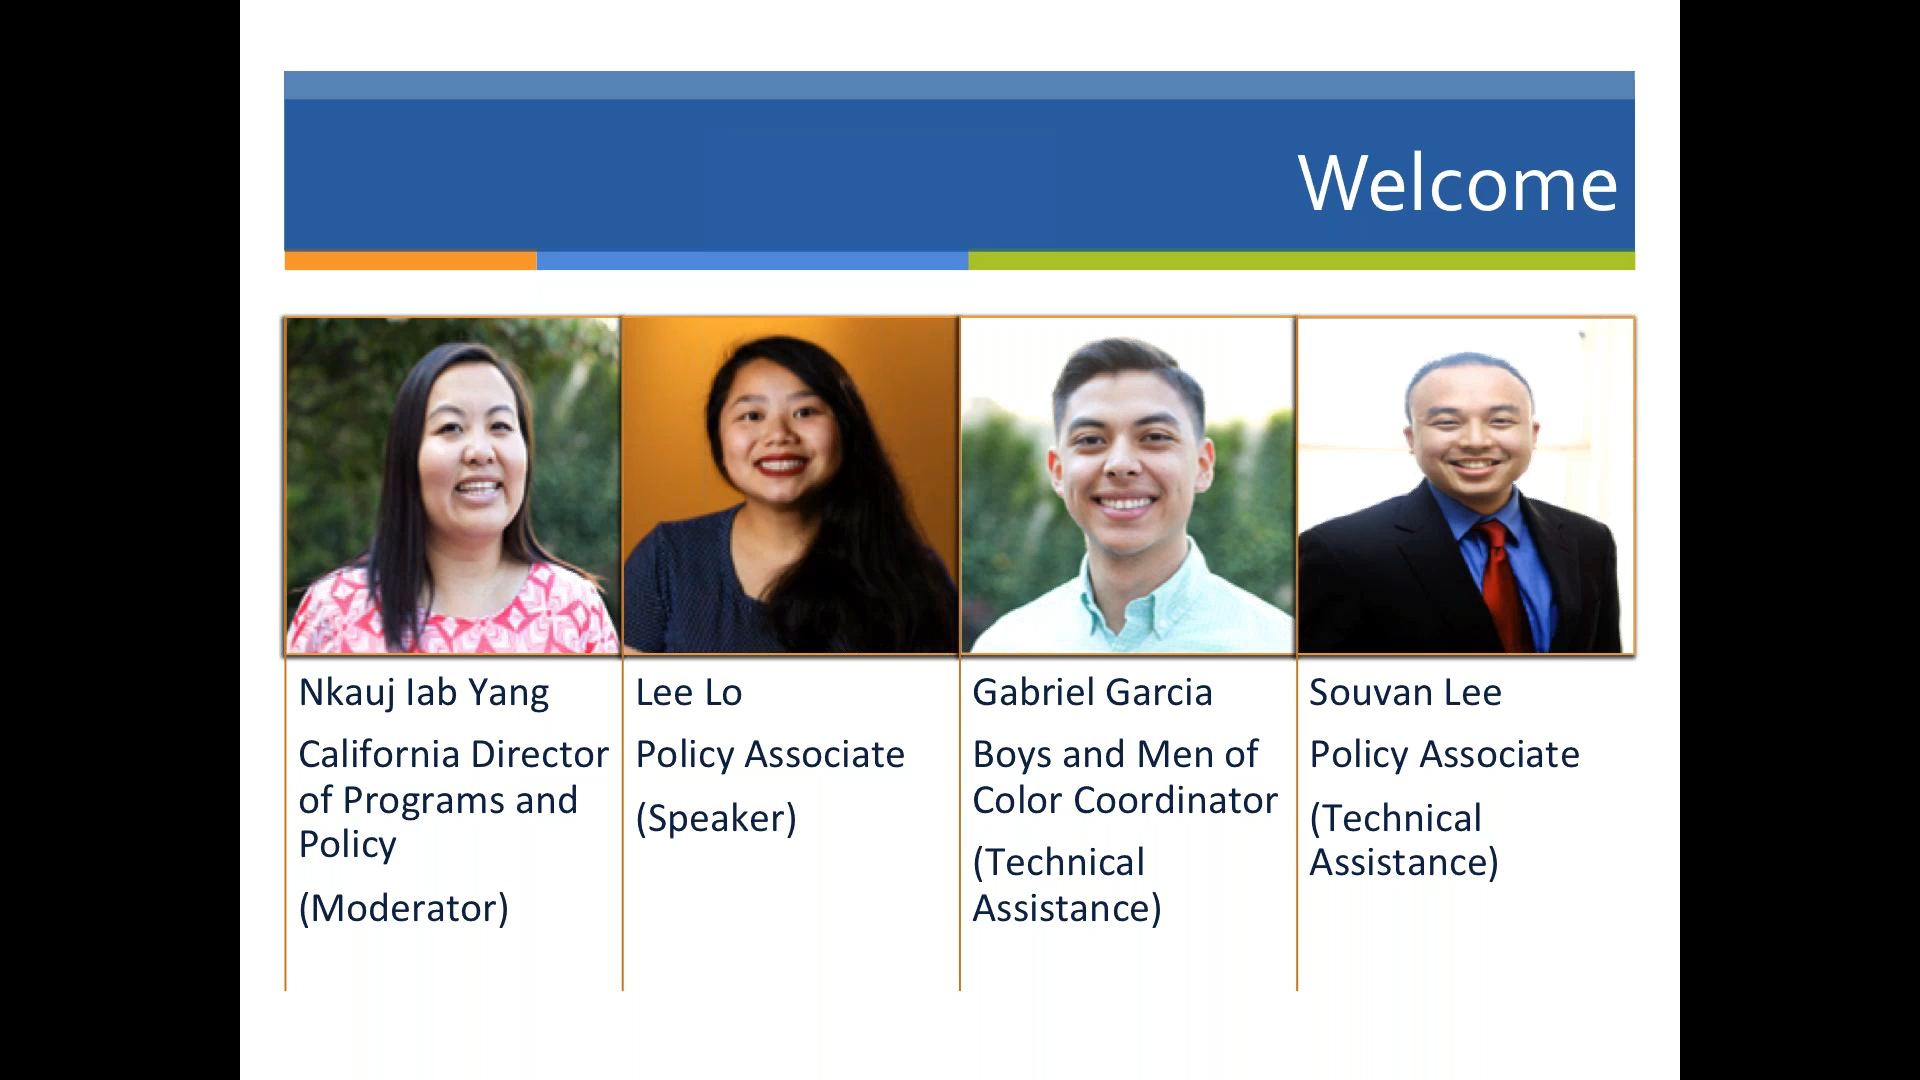 Welcome
Nkauj Iab Yang
California Director
of Programs and
Policy
(Moderator)
Lee Lo
Policy Associate
(Speaker)
Gabriel Garcia
Boys and Men of
Color Coordinator
(Technical
Assistance)
Souvan Lee
Policy Associate
(Technical
Assistance)